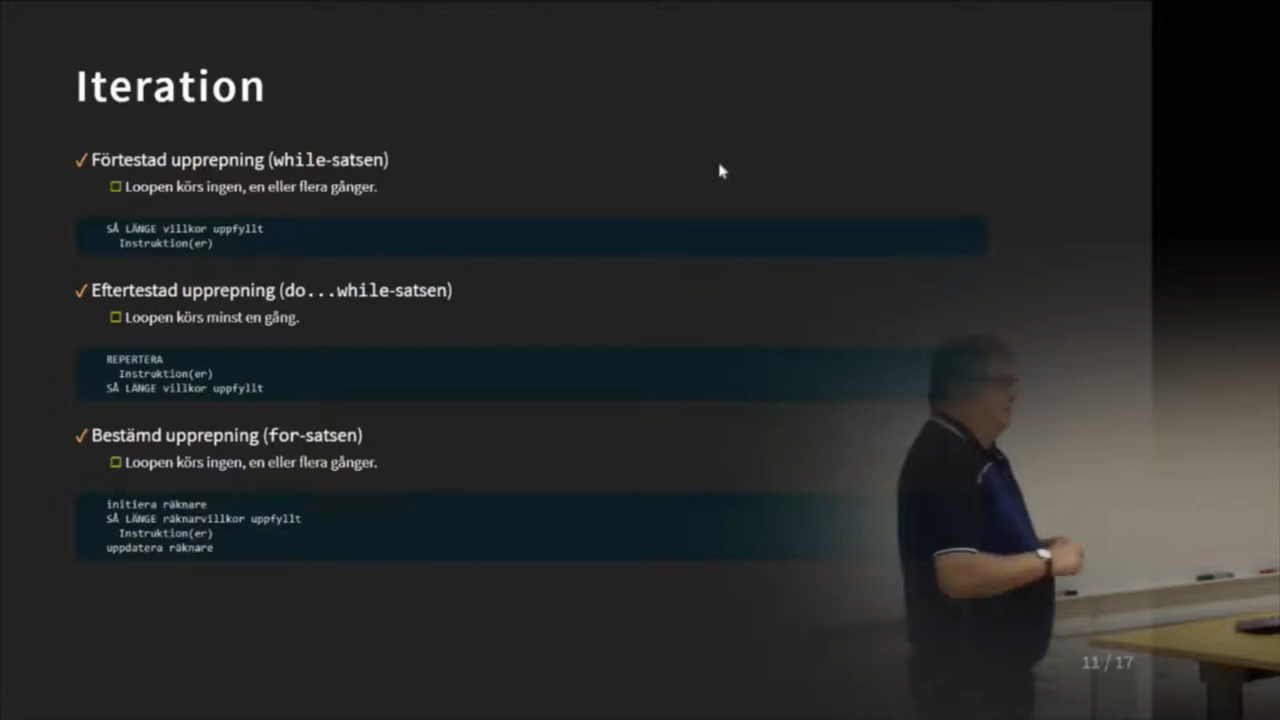 Iteration
✓ Förtestad upprepning (while-satsen)
☐ Loopen körs ingen, en eller flera gånger.
SÅ LÄNGE villkor uppfyllt
Instruktion(er)
✓ Eftertestad upprepning (do...while-satsen)
☐ Loopen körs minst en gång.
REPERTERA
Instruktion(er)
SÅ LÄNGE villkor uppfyllt
✓ Bestämd upprepning (for-satsen)
☐ Loopen körs ingen, en eller flera gånger.
initiera räknare
SÅ LÄNGE räknarvillkor uppfyllt
Instruktion(er)
uppdatera räknare
11 / 17